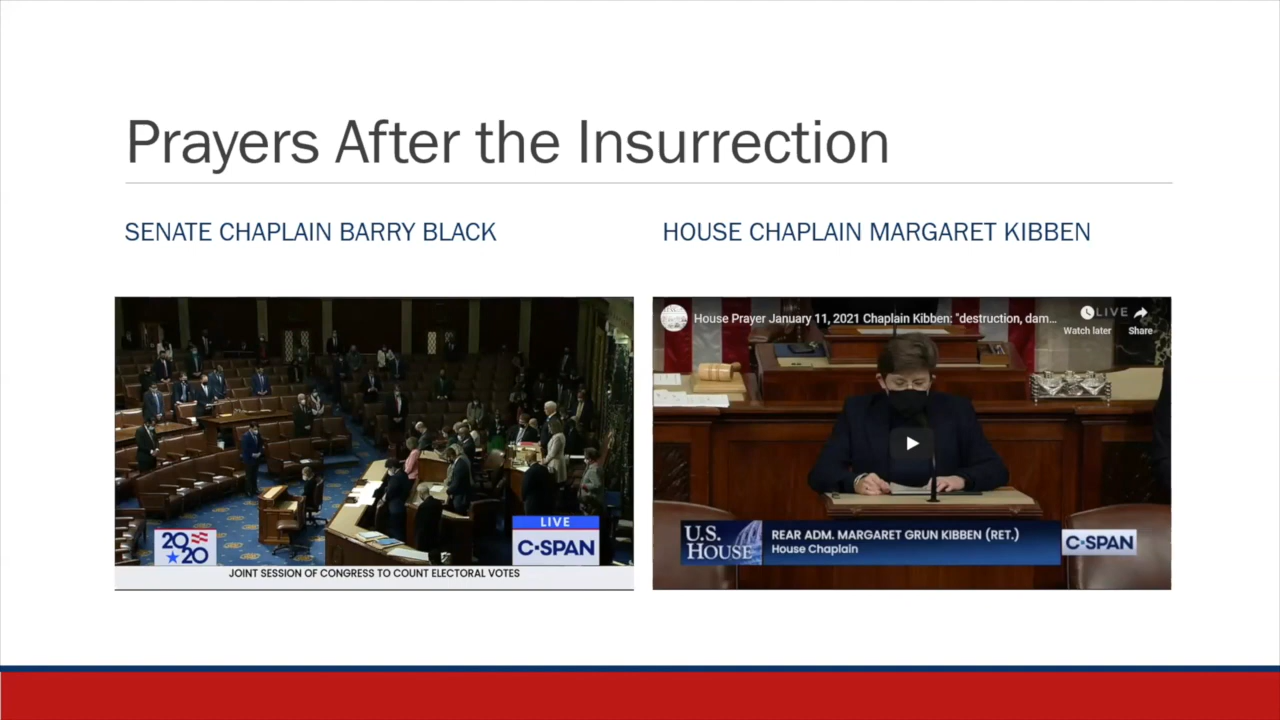 Prayers After the Insurrection
SENATE CHAPLAIN BARRY BLACK
HOUSE CHAPLAIN MARGARET KIBBEN
2020
LIVE
C-SPAN
JOINT SESSION OF CONGRESS TO COUNT ELECTORAL VOTES
House Prayer January 11, 2021 Chaplain Kibben: "destruction, dam…
LIVE
Watch later
Share
U.S.
HOUSE
REAR ADM. MARGARET GRUN KIBBEN (RET.)
House Chaplain
C-SPAN